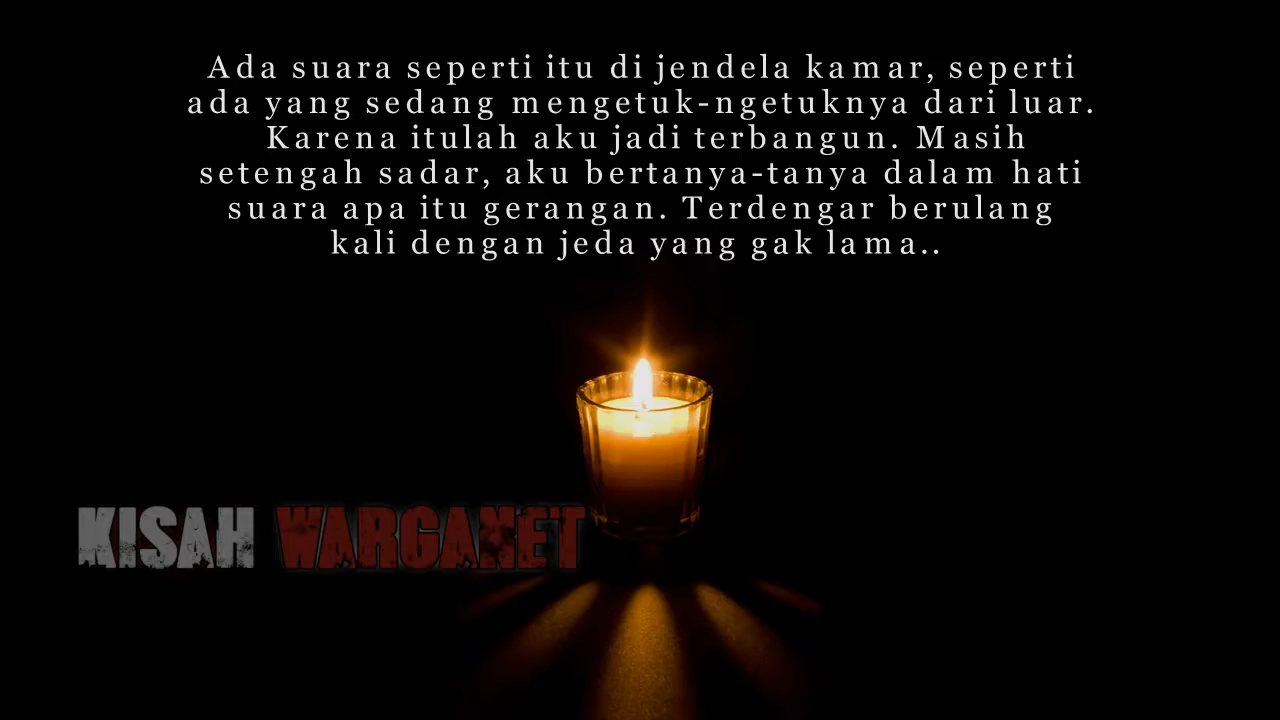 Ada suara seperti itu di jendela kamar, seperti
ada yang sedang mengetuk-ngetuknya dari luar.
Karena itulah aku jadi terbangun. Masih
setengah sadar, aku bertanya-tanya dalam hati
suara apa itu gerangan. Terdengar berulang
kali dengan jeda yang gak lama..
KISAH WARGANET